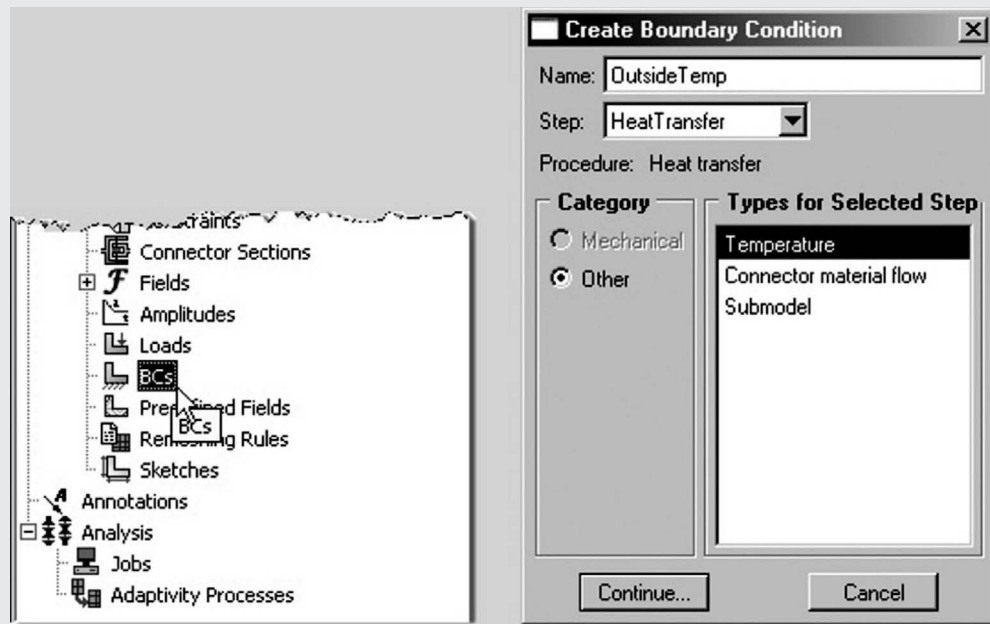 Connector Sections
Fields
Amplitudes
Loads
BCs
BCs
Sketches
Annotations
Analysis
Jobs
Adaptivity Processes
Create Boundary Condition
Name: OutsideTemp
Step: HeatTransfer
Procedure: Heat transfer
Category
Mechanical
Other
Types for Selected Step
Temperature
Connector material flow
Submodel
Continue...
Cancel